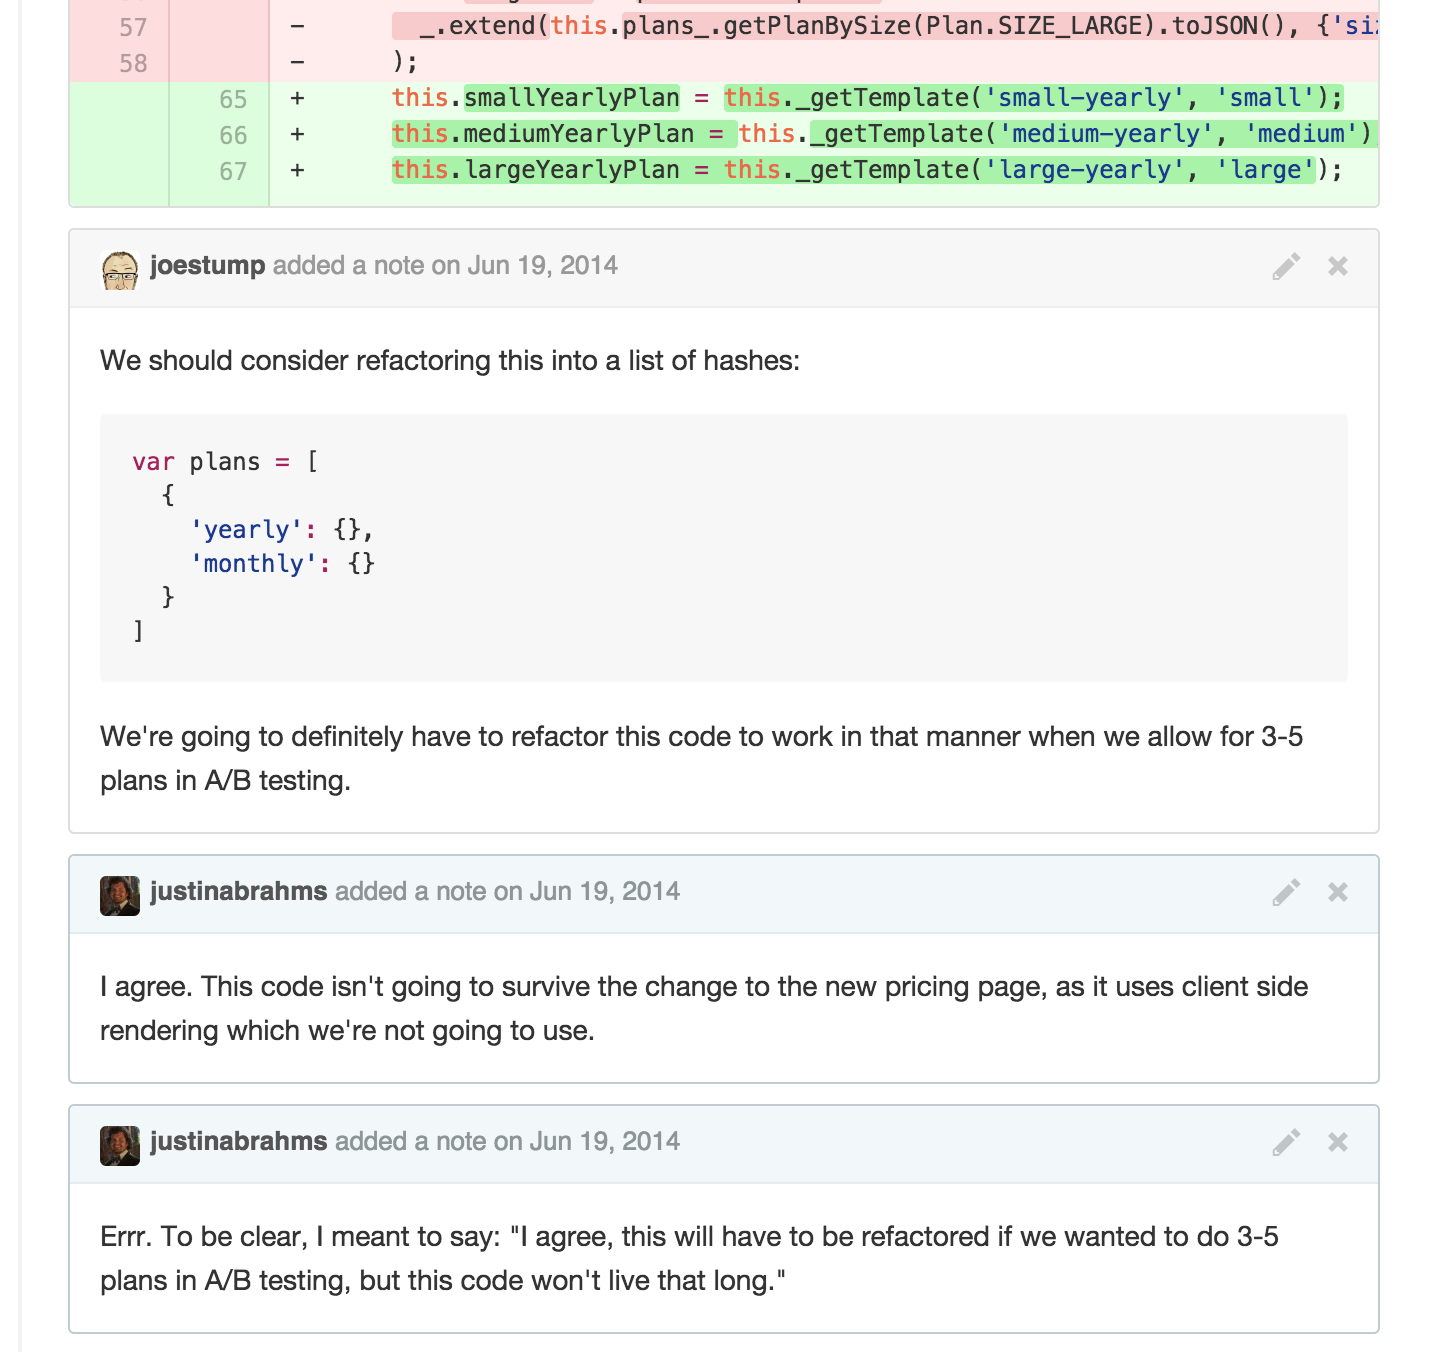 57 - _.extend(this.plans_.getPlanBySize(Plan.SIZE_LARGE).toJSON(), {'si
58 - );
65 + this.smallYearlyPlan = this._getTemplate('small-yearly', 'small');
66 + this.mediumYearlyPlan = this._getTemplate('medium-yearly', 'medium')
67 + this.largeYearlyPlan = this._getTemplate('large-yearly', 'large');
joestump added a note on Jun 19, 2014
We should consider refactoring this into a list of hashes:
var plans = [
{
'yearly': {},
'monthly': {}
}
]
We're going to definitely have to refactor this code to work in that manner when we allow for 3-5
plans in A/B testing.
justinabrahms added a note on Jun 19, 2014
I agree. This code isn't going to survive the change to the new pricing page, as it uses client side
rendering which we're not going to use.
justinabrahms added a note on Jun 19, 2014
Errr. To be clear, I meant to say: "I agree, this will have to be refactored if we wanted to do 3-5
plans in A/B testing, but this code won't live that long."